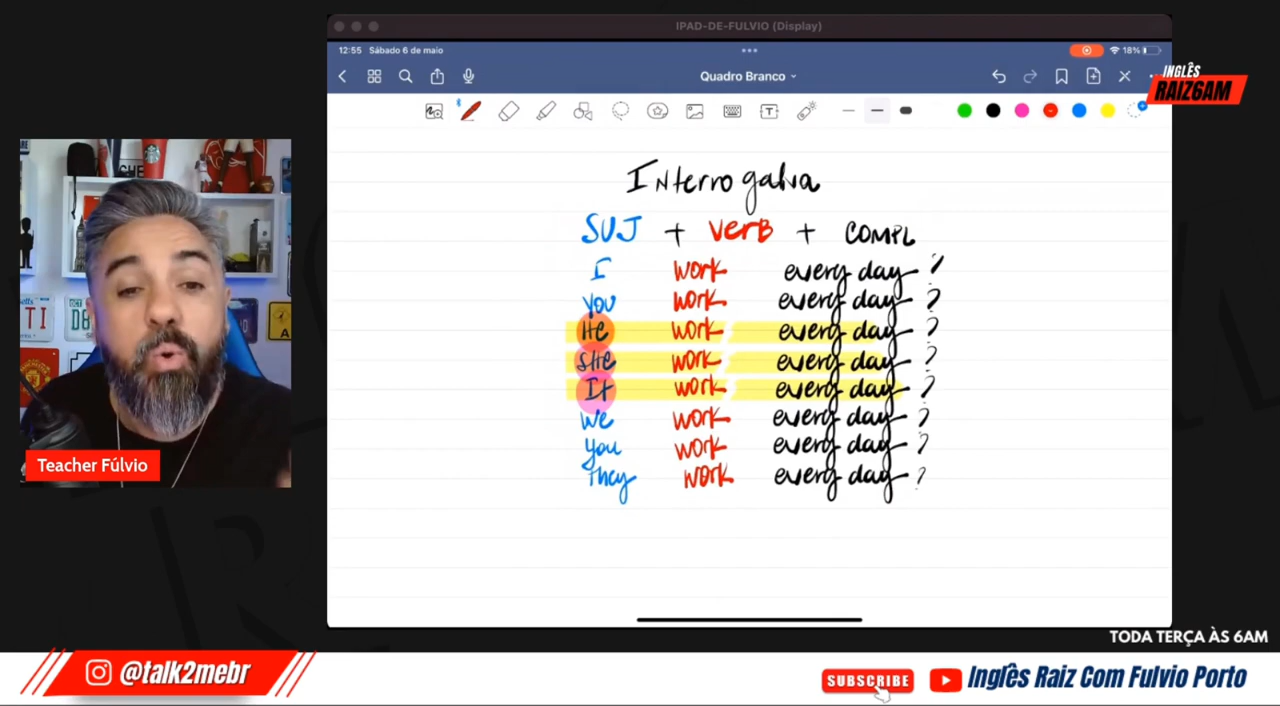 IPAD-DE-FULVIO (Display)
12:55 Sábado 6 de maio
18%
Quadro Branco
INGLÊS
RAIZ6AM
T
Interrogativa
SUJ + verB + COMPL
I work every day ?
you work every day ?
He work every day ?
SHe work every day ?
It work every day ?
We work every day ?
you work every day ?
They work every day ?
Teacher Fúlvio
TODA TERÇA ÀS 6AM
@talk2mebr
SUBSCRIBE
Inglês Raiz Com Fulvio Porto